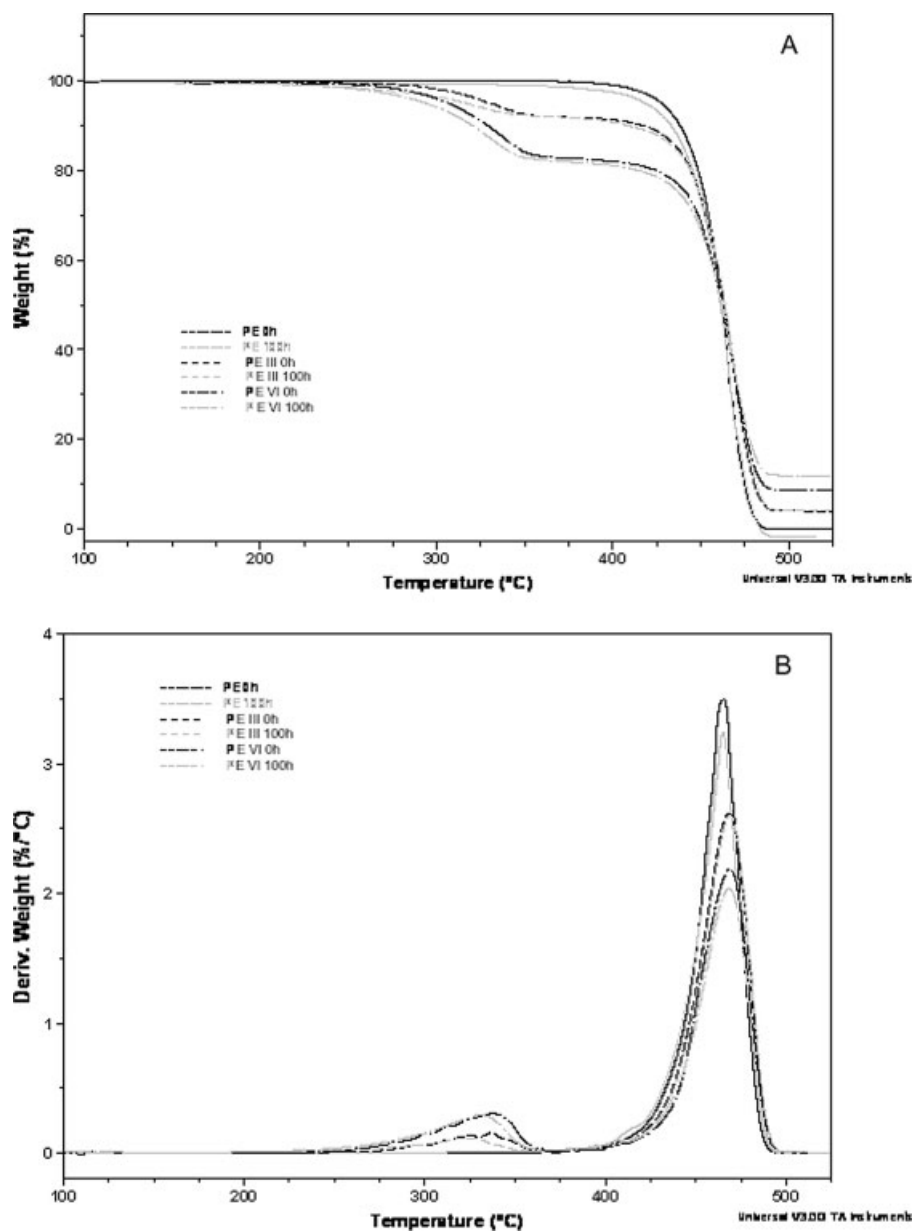 A
100
80
60
40
20
0
Weight (%)
PE 0h
PE 100h
PE III 0h
PE III 100h
PE VI 0h
PE VI 100h
100
200
300
400
500
Temperature (°C)
Universal V3.0D TA Instruments
B
4
3
2
1
0
Deriv. Weight (%/°C)
PE 0h
PE 100h
PE III 0h
PE III 100h
PE VI 0h
PE VI 100h
100
200
300
400
500
Temperature (°C)
Universal V3.0D TA Instruments